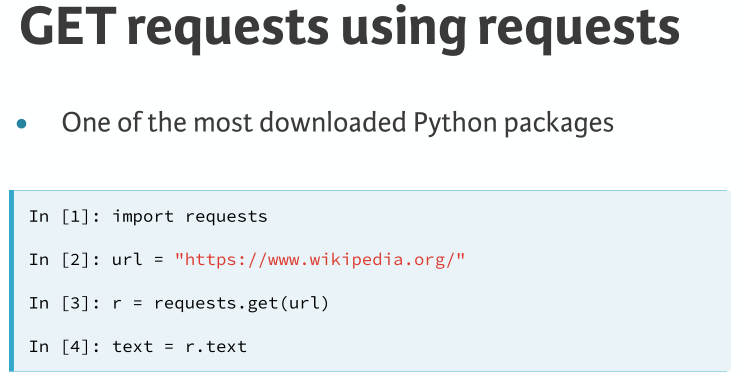 GET requests using requests
• One of the most downloaded Python packages
In [1]: import requests
In [2]: url = "https://www.wikipedia.org/"
In [3]: r = requests.get(url)
In [4]: text = r.text